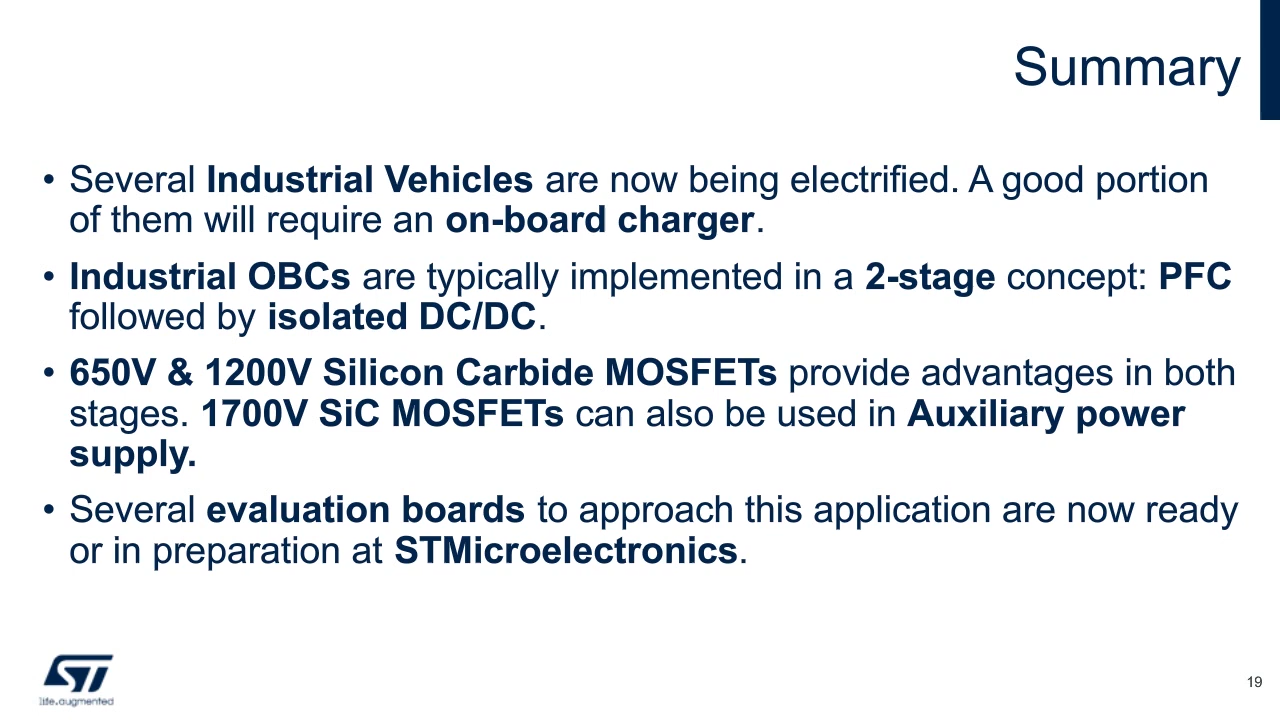 Summary
• Several Industrial Vehicles are now being electrified. A good portion
of them will require an on-board charger.
• Industrial OBCs are typically implemented in a 2-stage concept: PFC
followed by isolated DC/DC.
• 650V & 1200V Silicon Carbide MOSFETs provide advantages in both
stages. 1700V SiC MOSFETs can also be used in Auxiliary power
supply.
• Several evaluation boards to approach this application are now ready
or in preparation at STMicroelectronics.
ST
life.augmented
19